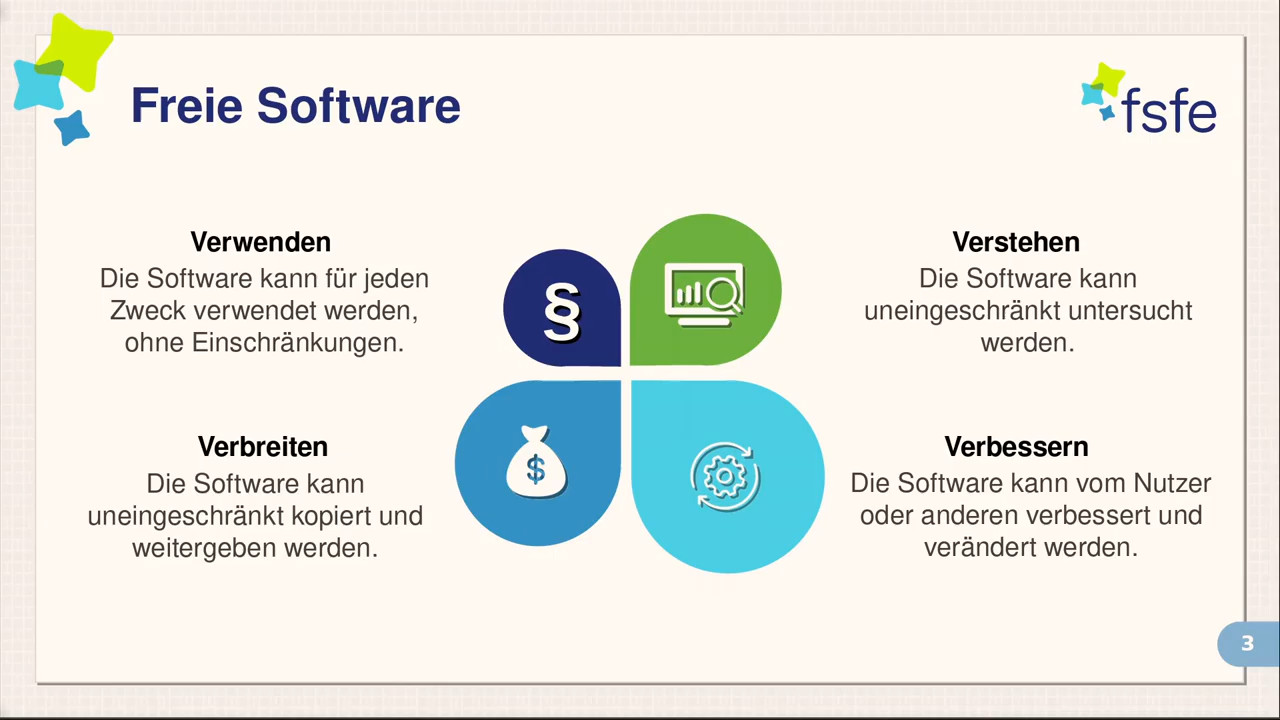 Freie Software
fsfe
Verwenden
Die Software kann für jeden
Zweck verwendet werden,
ohne Einschränkungen.
Verstehen
Die Software kann
uneingeschränkt untersucht
werden.
§
$
Verbreiten
Die Software kann
uneingeschränkt kopiert und
weitergeben werden.
Verbessern
Die Software kann vom Nutzer
oder anderen verbessert und
verändert werden.
3